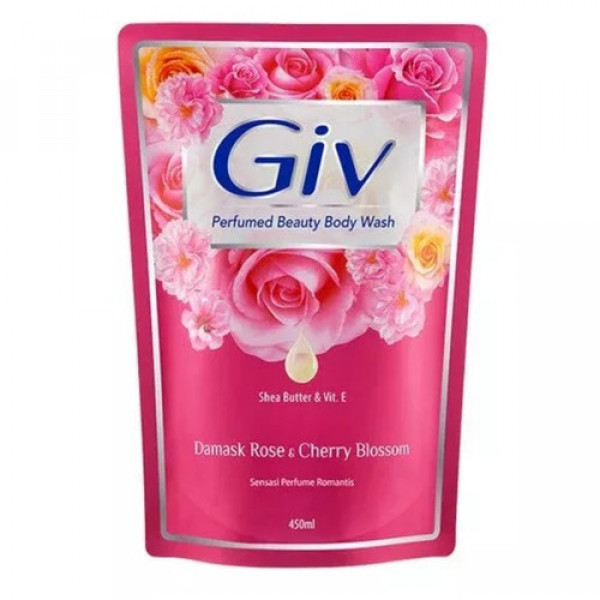 Giv
Perfumed Beauty Body Wash
Shea Butter & Vit. E
Damask Rose & Cherry Blossom
Sensasi Perfume Romantis
450ml